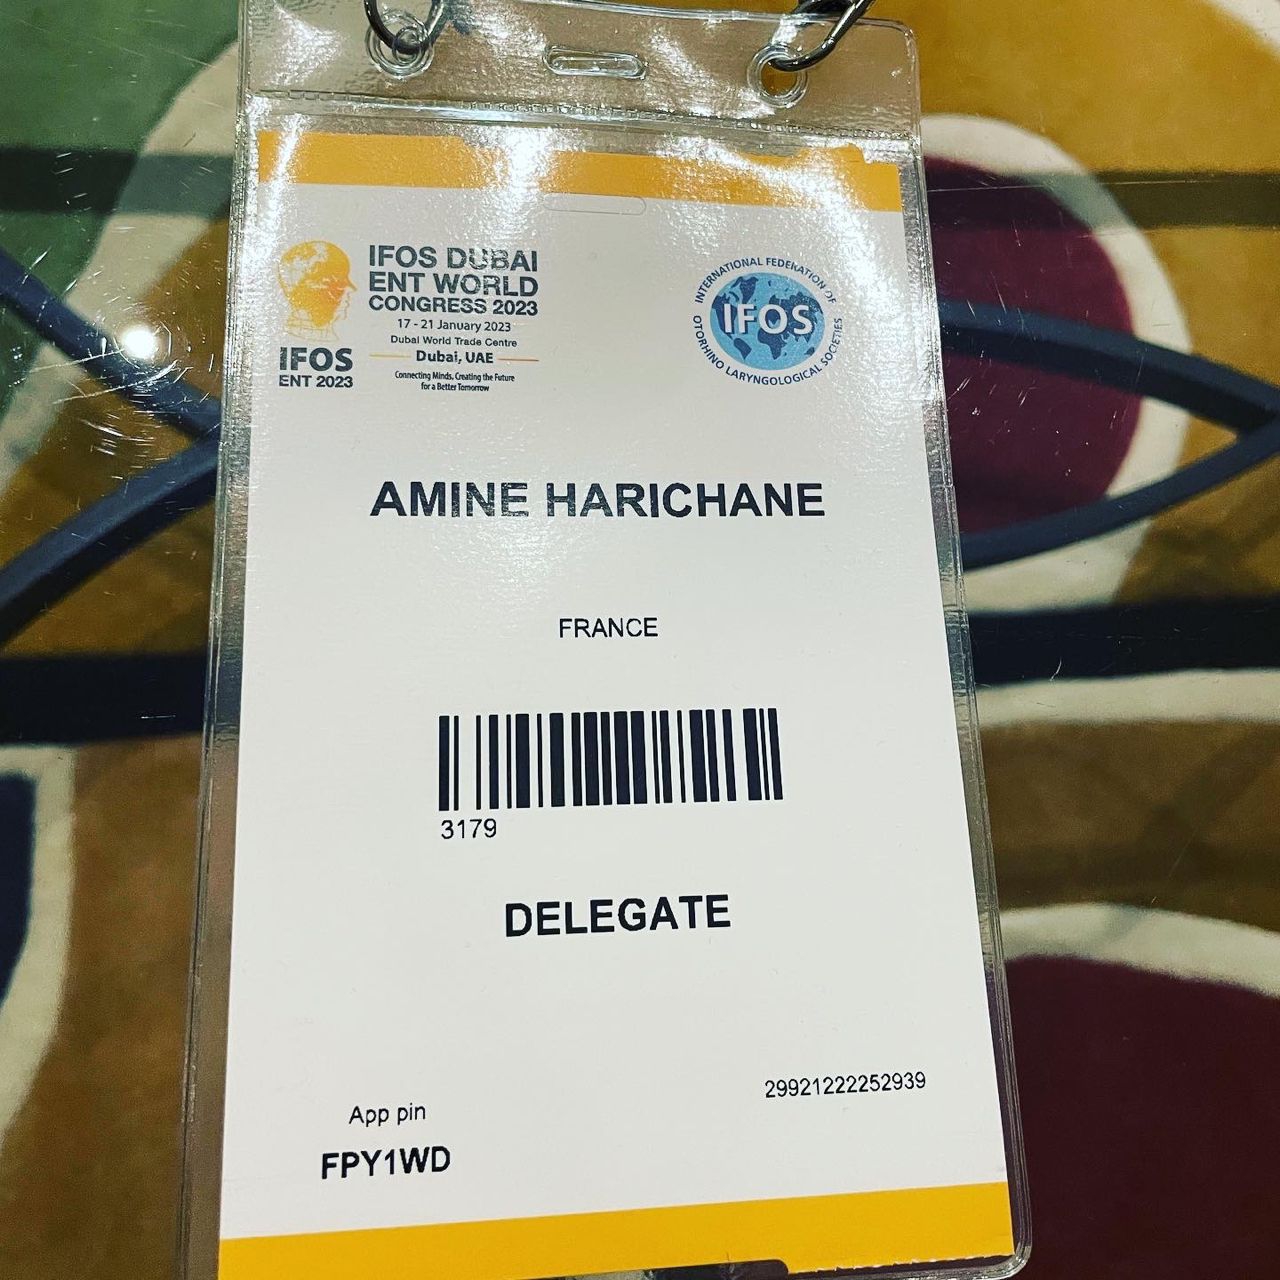 IFOS DUBAI
ENT WORLD
CONGRESS 2023
17 - 21 January 2023
Dubai World Trade Centre
Dubai, UAE
Connecting Minds, Creating the Future
for a Better Tomorrow
IFOS
ENT 2023
INTERNATIONAL FEDERATION OF
OTORHINO LARYNGOLOGICAL SOCIETIES
IFOS
AMINE HARICHANE
FRANCE
3179
DELEGATE
29921222252939
App pin
FPY1WD